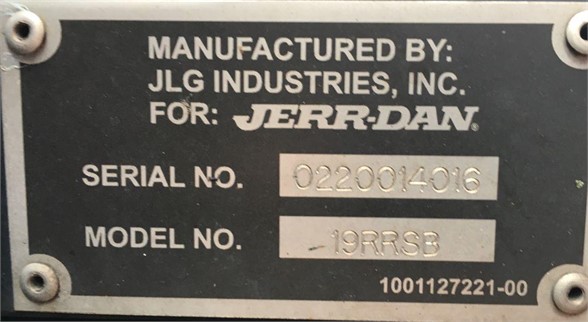 MANUFACTURED BY:
JLG INDUSTRIES, INC.
FOR: JERR-DAN®
SERIAL NO. 0220014016
MODEL NO. 19RRSB
1001127221-00